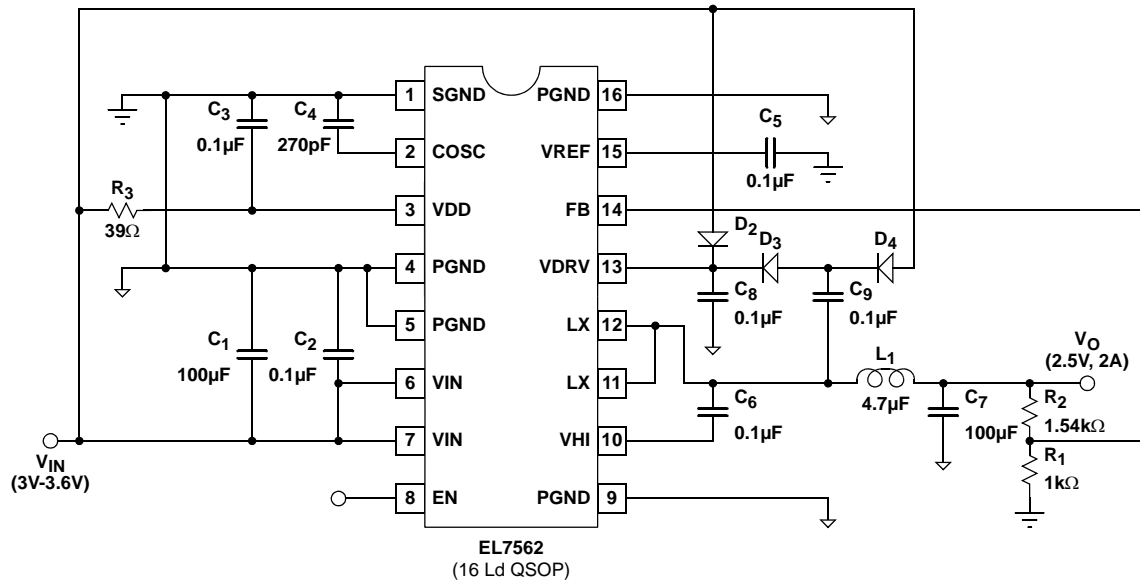 1
SGND
PGND
16
C3
0.1µF
C4
270pF
C5
0.1µF
2
COSC
VREF
15
R3
39Ω
3
VDD
FB
14
D2
D3
D4
4
PGND
VDRV
13
C8
0.1µF
C9
0.1µF
5
PGND
LX
12
C1
100µF
C2
0.1µF
6
VIN
LX
11
C6
0.1µF
L1
4.7µF
C7
100µF
VO
(2.5V, 2A)
R2
1.54kΩ
R1
1kΩ
7
VIN
VHI
10
VIN
(3V-3.6V)
8
EN
PGND
9
EL7562
(16 Ld QSOP)